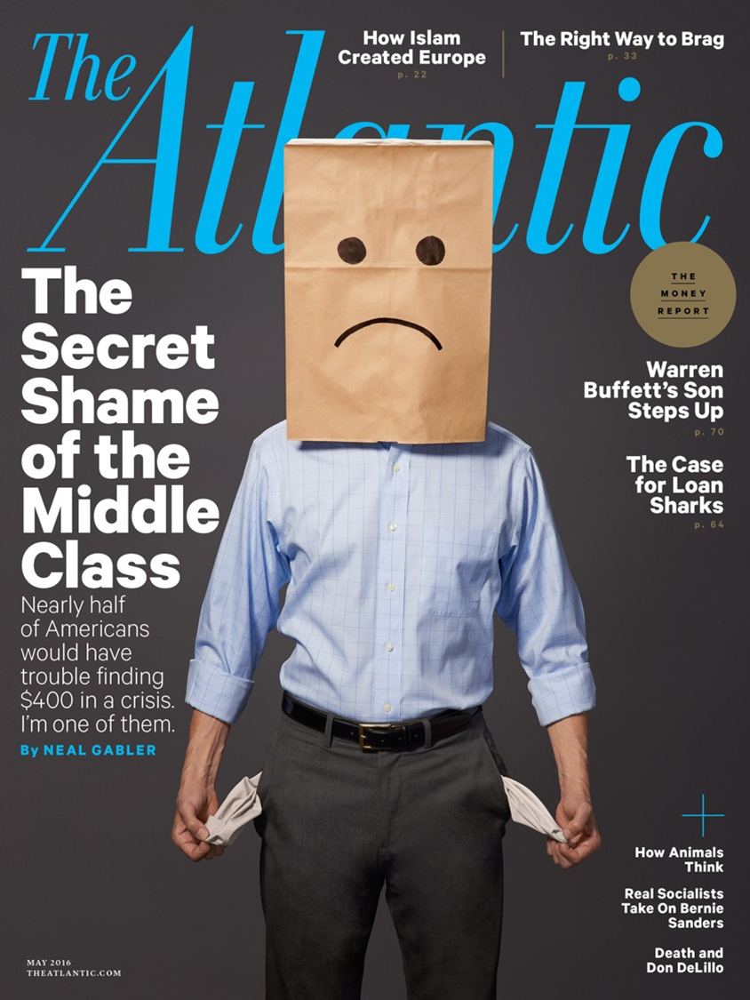 The Atlantic
How Islam
Created Europe
p. 22
The Right Way to Brag
p. 33
The
Secret
Shame
of the
Middle
Class
Nearly half
of Americans
would have
trouble finding
$400 in a crisis.
I'm one of them.
By NEAL GABLER
THE
MONEY
REPORT
Warren
Buffett's Son
Steps Up
p. 70
The Case
for Loan
Sharks
p. 64
How Animals
Think
Real Socialists
Take On Bernie
Sanders
Death and
Don DeLillo
MAY 2016
THEATLANTIC.COM